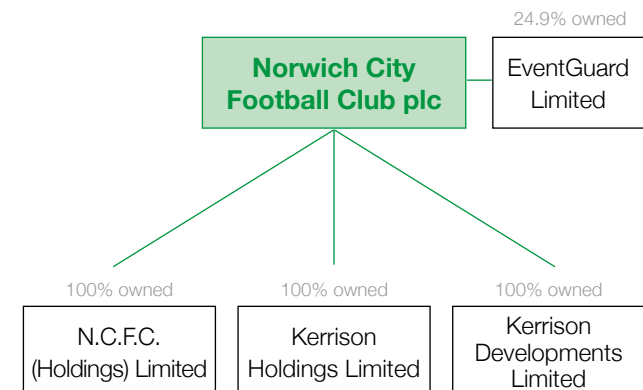 24.9% owned
Norwich City
Football Club plc
EventGuard
Limited
100% owned
100% owned
100% owned
N.C.F.C.
(Holdings) Limited
Kerrison
Holdings Limited
Kerrison
Developments
Limited